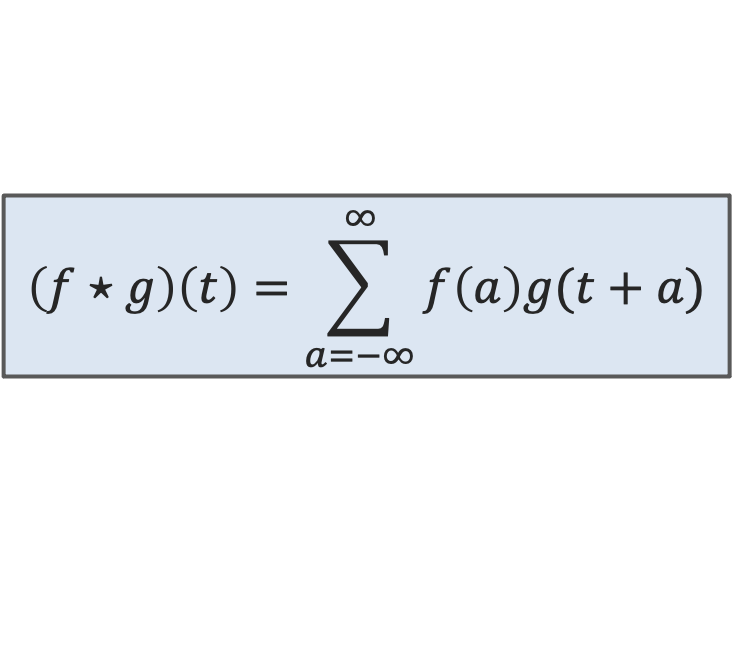 (f ⋆ g)(t) = ∑_{a=−∞}^{∞} f(a)g(t + a)